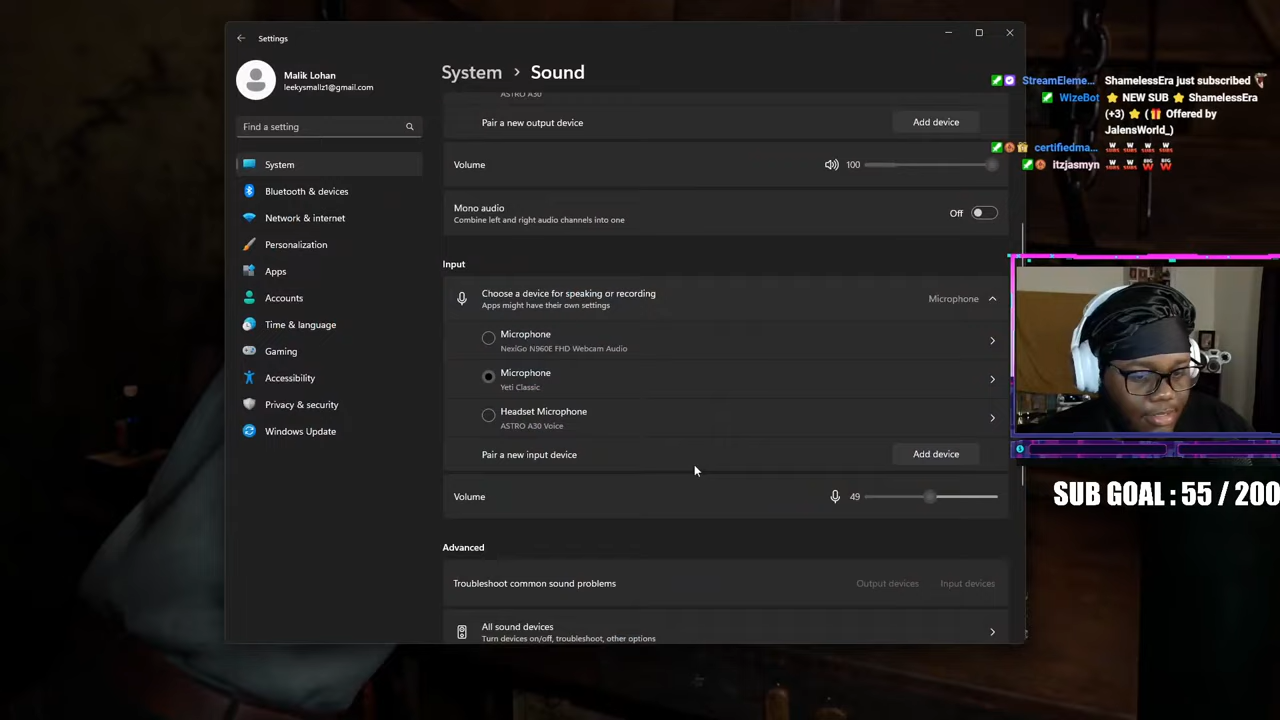 Settings
Malik Lohan
leekysmallz1@gmail.com
Find a setting
System
Bluetooth & devices
Network & internet
Personalization
Apps
Accounts
Time & language
Gaming
Accessibility
Privacy & security
Windows Update
System > Sound
ASTRO A30
Pair a new output device
Add device
Volume
100
Mono audio
Combine left and right audio channels into one
Off
Input
Choose a device for speaking or recording
Apps might have their own settings
Microphone
Microphone
NexiGo N960E FHD Webcam Audio
Microphone
Yeti Classic
Headset Microphone
ASTRO A30 Voice
Pair a new input device
Add device
Volume
49
Advanced
Troubleshoot common sound problems
Output devices
Input devices
All sound devices
Turn devices on/off, troubleshoot, other options
StreamEleme... ShamelessEra just subscribed
WizeBot NEW SUB ShamelessEra
(+3) ( Offered by
JalensWorld_)
certifiedma...
itzjasmyn
SUB GOAL : 55 / 200